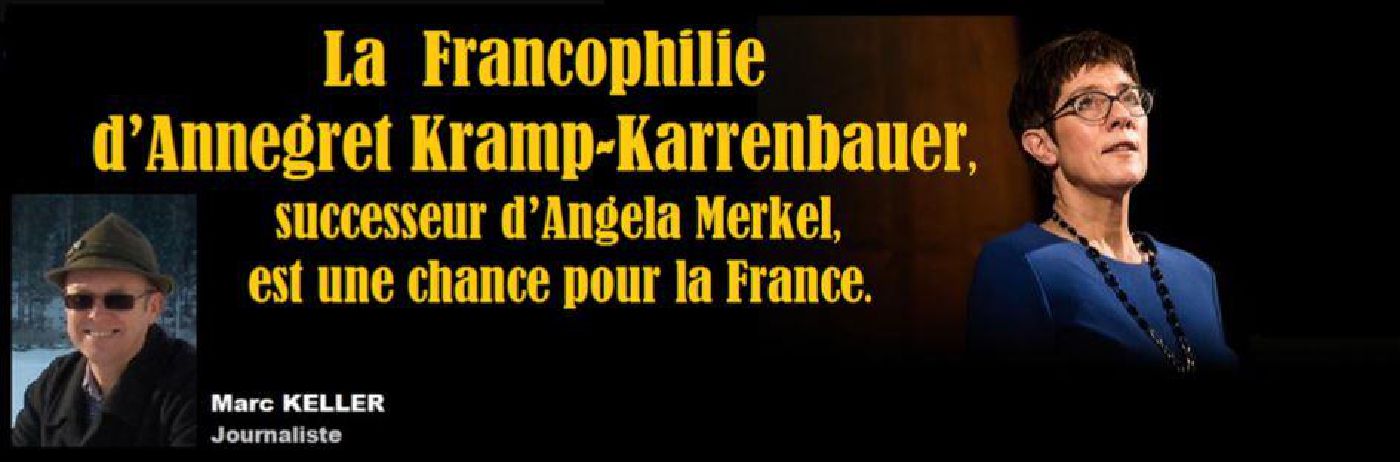 La Francophilie
d’Annegret Kramp-Karrenbauer,
successeur d’Angela Merkel,
est une chance pour la France.
Marc KELLER
Journaliste